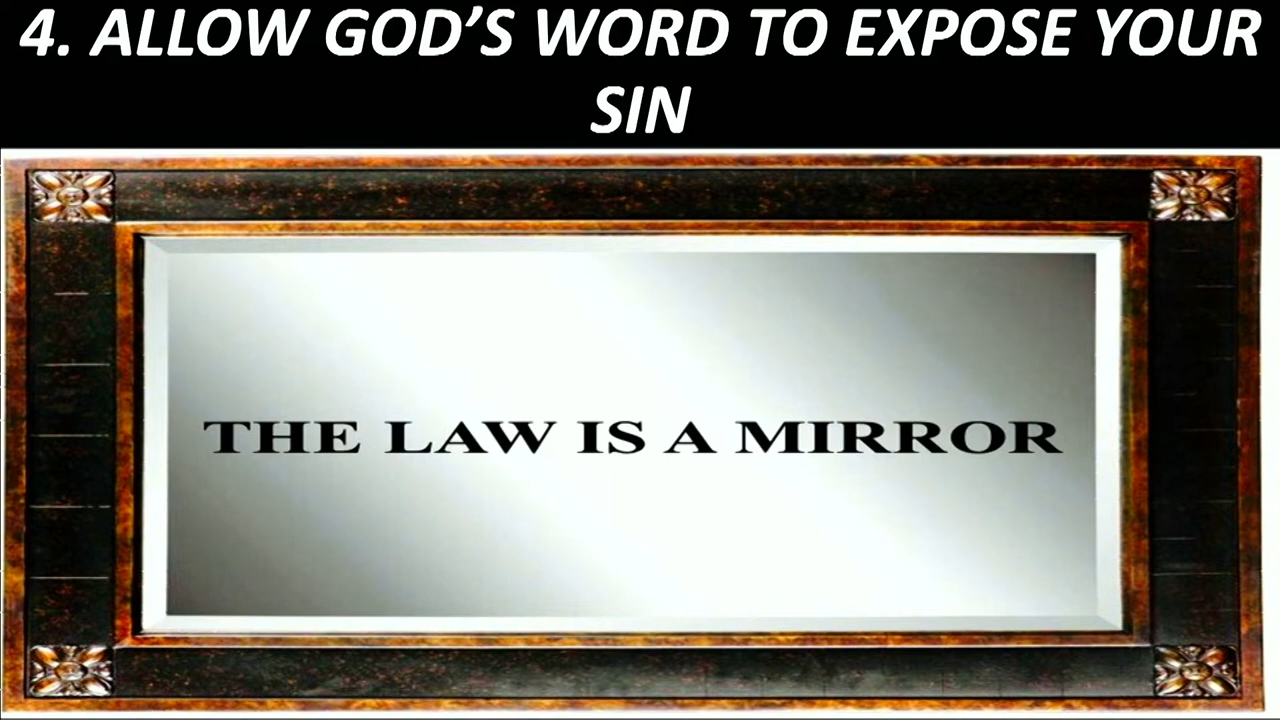 4. ALLOW GOD’S WORD TO EXPOSE YOUR
SIN
THE LAW IS A MIRROR